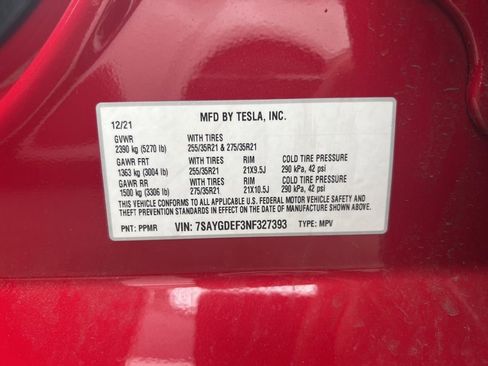 MFD BY TESLA, INC.
12/21
GVWR WITH TIRES
2390 kg (5270 lb) 255/35R21 & 275/35R21
GAWR FRT WITH TIRES RIM COLD TIRE PRESSURE
1363 kg (3004 lb) 255/35R21 21X9.5J 290 kPa, 42 psi
GAWR RR WITH TIRES RIM COLD TIRE PRESSURE
1500 kg (3306 lb) 275/35R21 21X10.5J 290 kPa, 42 psi
THIS VEHICLE CONFORMS TO ALL APPLICABLE U.S. FEDERAL MOTOR VEHICLE SAFETY AND
THEFT PREVENTION STANDARDS IN EFFECT ON THE DATE OF MANUFACTURE SHOWN ABOVE.
PNT: PPMR VIN: 7SAYGDEF3NF327393 TYPE: MPV